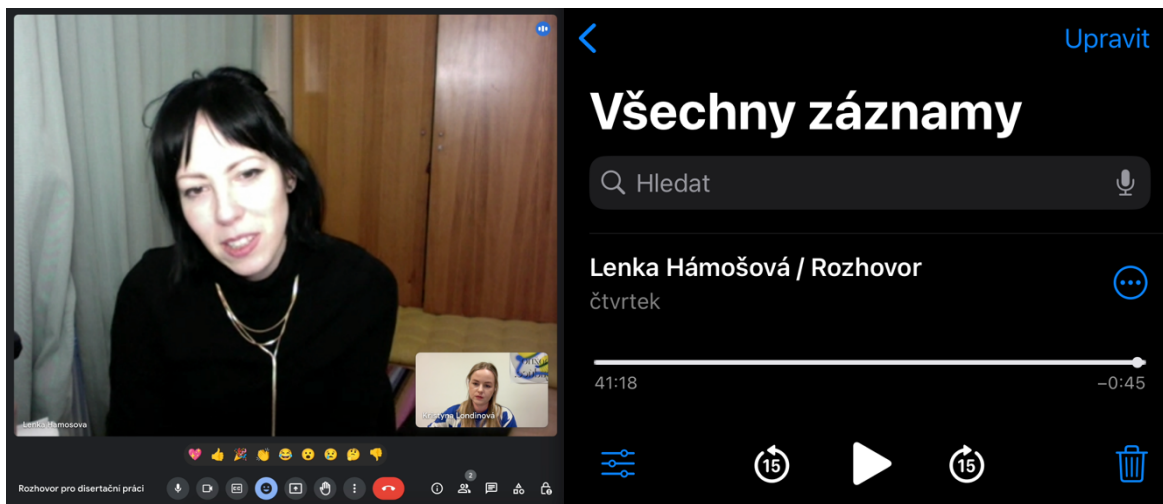 Lenka Hamosova
Kristyna Londinova
Rozhovor pro disertační práci
2
Upravit
Všechny záznamy
Hledat
Lenka Hámošová / Rozhovor
čtvrtek
41:18
−0:45
15
15